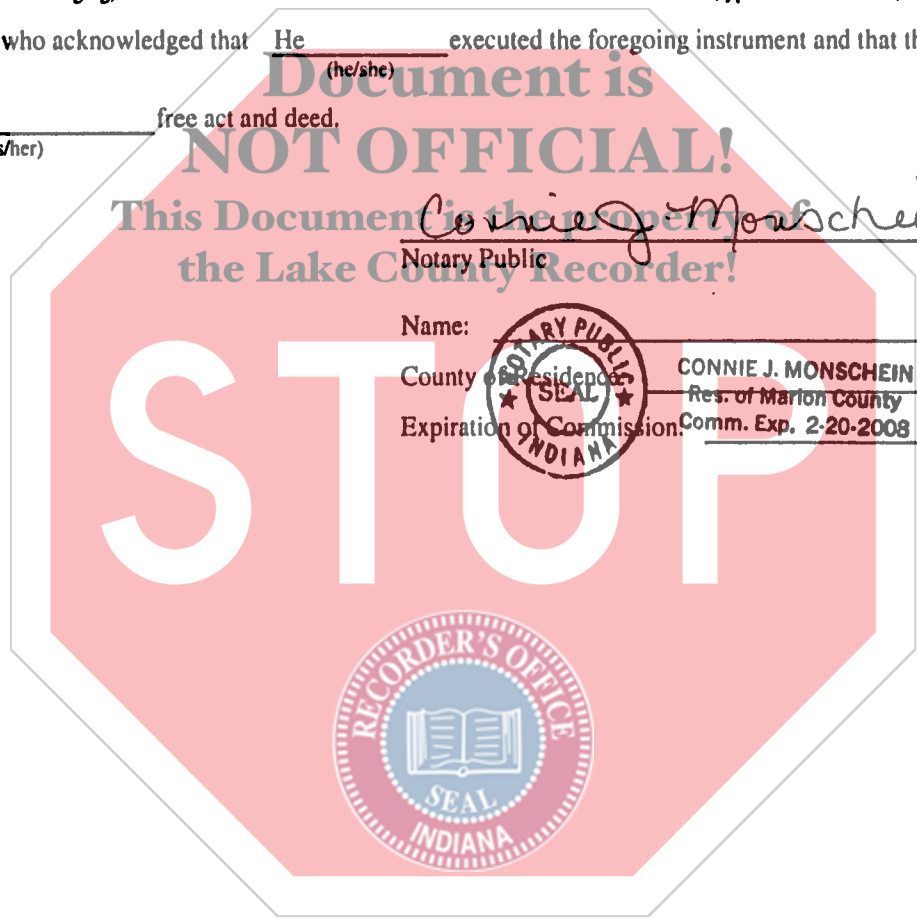 who acknowledged that He executed the foregoing instrument and that
(he/she)
Document is
free act and deed.
/her)
NOT OFFICIAL!
This Document is the property of
Connie J. Monschei
Notary Public
the Lake County Recorder!
Name:
NOTARY PUBLIC
SEAL
INDIANA
County of Residence
CONNIE J. MONSCHEIN
Res. of Marion County
Expiration of Commission:
Comm. Exp. 2-20-2008
STOP
RECORDER'S OFFICE
SEAL
INDIANA